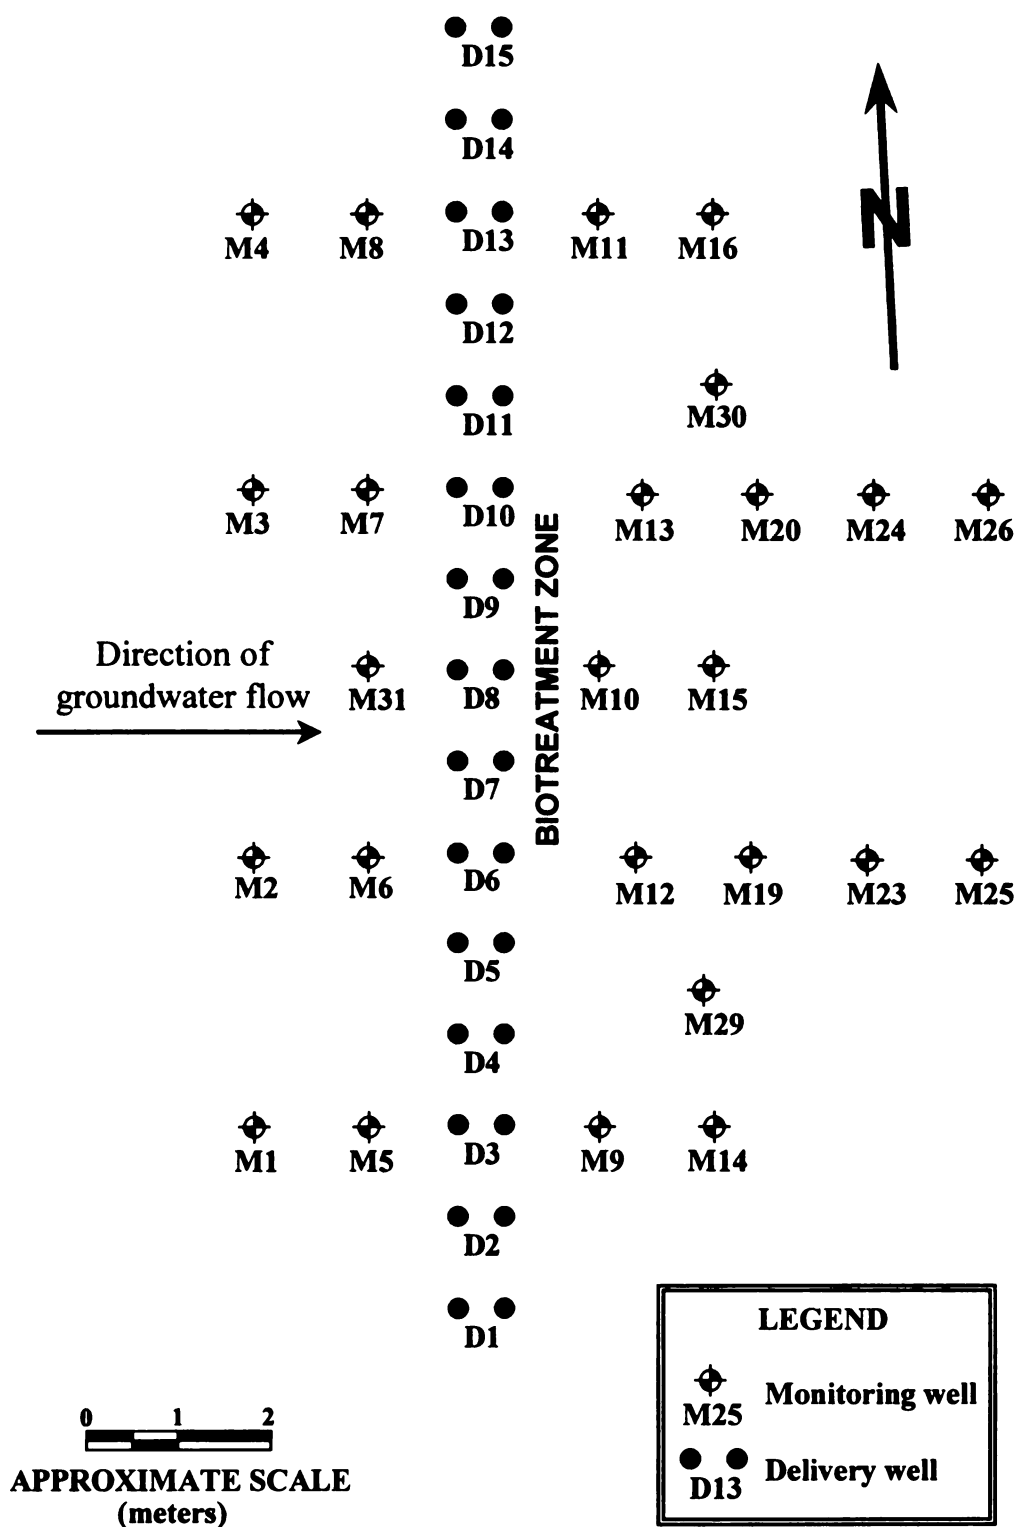 D15
D14
M4 M8 D13 M11 M16
N
D12
D11
M30
M3 M7 D10 M13 M20 M24 M26
BIOTREATMENT ZONE
D9
Direction of
groundwater flow
M31 D8 M10 M15
D7
M2 M6 D6 M12 M19 M23 M25
D5
M29
D4
M1 M5 D3 M9 M14
D2
D1
LEGEND
M25 Monitoring well
D13 Delivery well
0 1 2
APPROXIMATE SCALE
(meters)